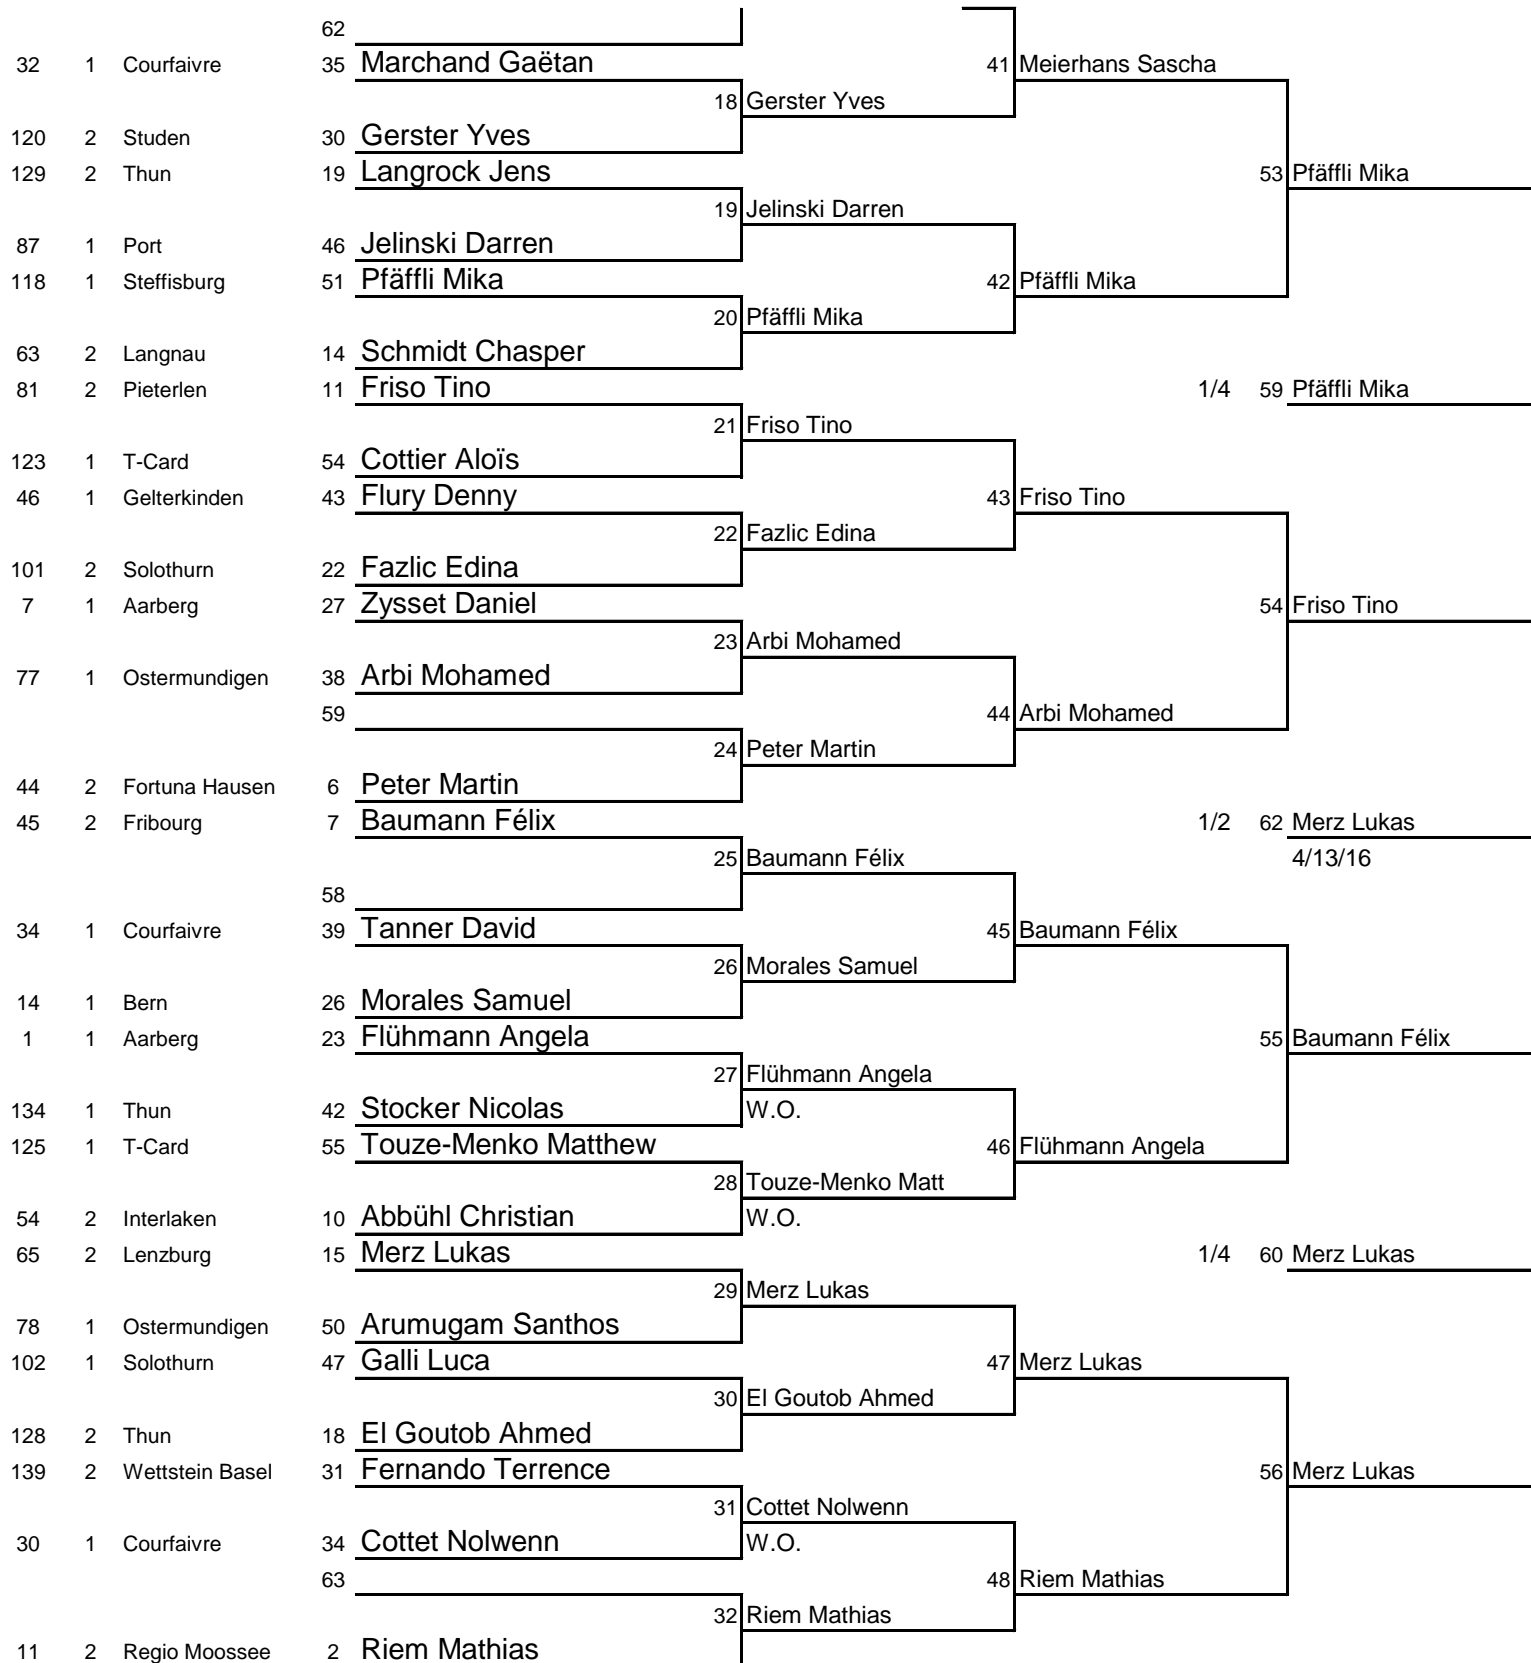 62
32 1 Courfaivre 35 Marchand Gaëtan 41 Meierhans Sascha
18 Gerster Yves
120 2 Studen 30 Gerster Yves
129 2 Thun 19 Langrock Jens 53 Pfäffli Mika
19 Jelinski Darren
87 1 Port 46 Jelinski Darren
118 1 Steffisburg 51 Pfäffli Mika 42 Pfäffli Mika
20 Pfäffli Mika
63 2 Langnau 14 Schmidt Chasper
81 2 Pieterlen 11 Friso Tino 1/4 59 Pfäffli Mika
21 Friso Tino
123 1 T-Card 54 Cottier Aloïs
46 1 Gelterkinden 43 Flury Denny 43 Friso Tino
22 Fazlic Edina
101 2 Solothurn 22 Fazlic Edina
7 1 Aarberg 27 Zysset Daniel 54 Friso Tino
23 Arbi Mohamed
77 1 Ostermundigen 38 Arbi Mohamed
59 44 Arbi Mohamed
24 Peter Martin
44 2 Fortuna Hausen 6 Peter Martin
45 2 Fribourg 7 Baumann Félix 1/2 62 Merz Lukas
25 Baumann Félix 4/13/16
58
34 1 Courfaivre 39 Tanner David 45 Baumann Félix
26 Morales Samuel
14 1 Bern 26 Morales Samuel
1 1 Aarberg 23 Flühmann Angela 55 Baumann Félix
27 Flühmann Angela
134 1 Thun 42 Stocker Nicolas W.O.
125 1 T-Card 55 Touze-Menko Matthew 46 Flühmann Angela
28 Touze-Menko Matt
54 2 Interlaken 10 Abbühl Christian W.O.
65 2 Lenzburg 15 Merz Lukas 1/4 60 Merz Lukas
29 Merz Lukas
78 1 Ostermundigen 50 Arumugam Santhos
102 1 Solothurn 47 Galli Luca 47 Merz Lukas
30 El Goutob Ahmed
128 2 Thun 18 El Goutob Ahmed
139 2 Wettstein Basel 31 Fernando Terrence 56 Merz Lukas
31 Cottet Nolwenn
30 1 Courfaivre 34 Cottet Nolwenn W.O.
63 48 Riem Mathias
32 Riem Mathias
11 2 Regio Moossee 2 Riem Mathias